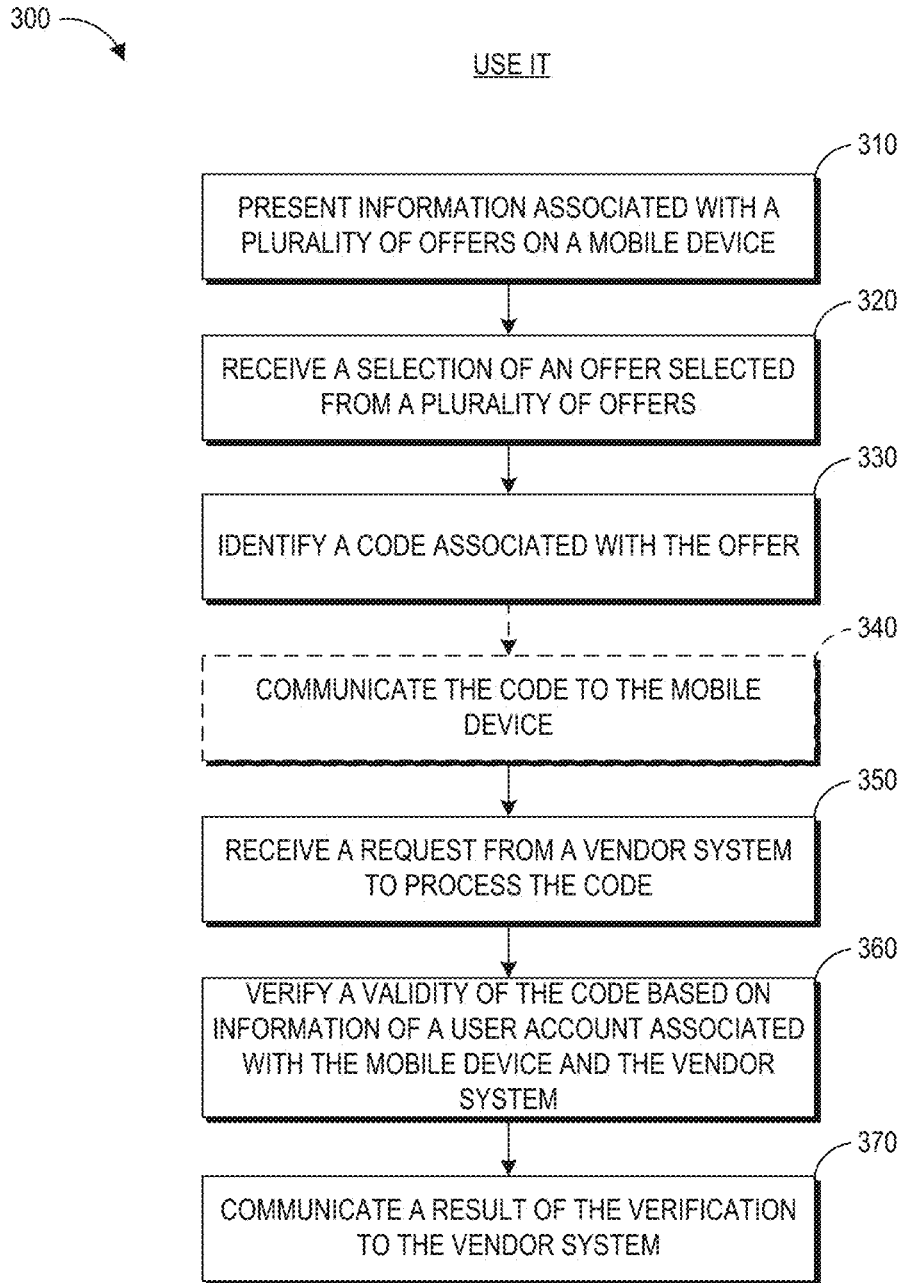 300
USE IT
310
PRESENT INFORMATION ASSOCIATED WITH A
PLURALITY OF OFFERS ON A MOBILE DEVICE
320
RECEIVE A SELECTION OF AN OFFER SELECTED
FROM A PLURALITY OF OFFERS
330
IDENTIFY A CODE ASSOCIATED WITH THE OFFER
340
COMMUNICATE THE CODE TO THE MOBILE
DEVICE
350
RECEIVE A REQUEST FROM A VENDOR SYSTEM
TO PROCESS THE CODE
360
VERIFY A VALIDITY OF THE CODE BASED ON
INFORMATION OF A USER ACCOUNT ASSOCIATED
WITH THE MOBILE DEVICE AND THE VENDOR
SYSTEM
370
COMMUNICATE A RESULT OF THE VERIFICATION
TO THE VENDOR SYSTEM